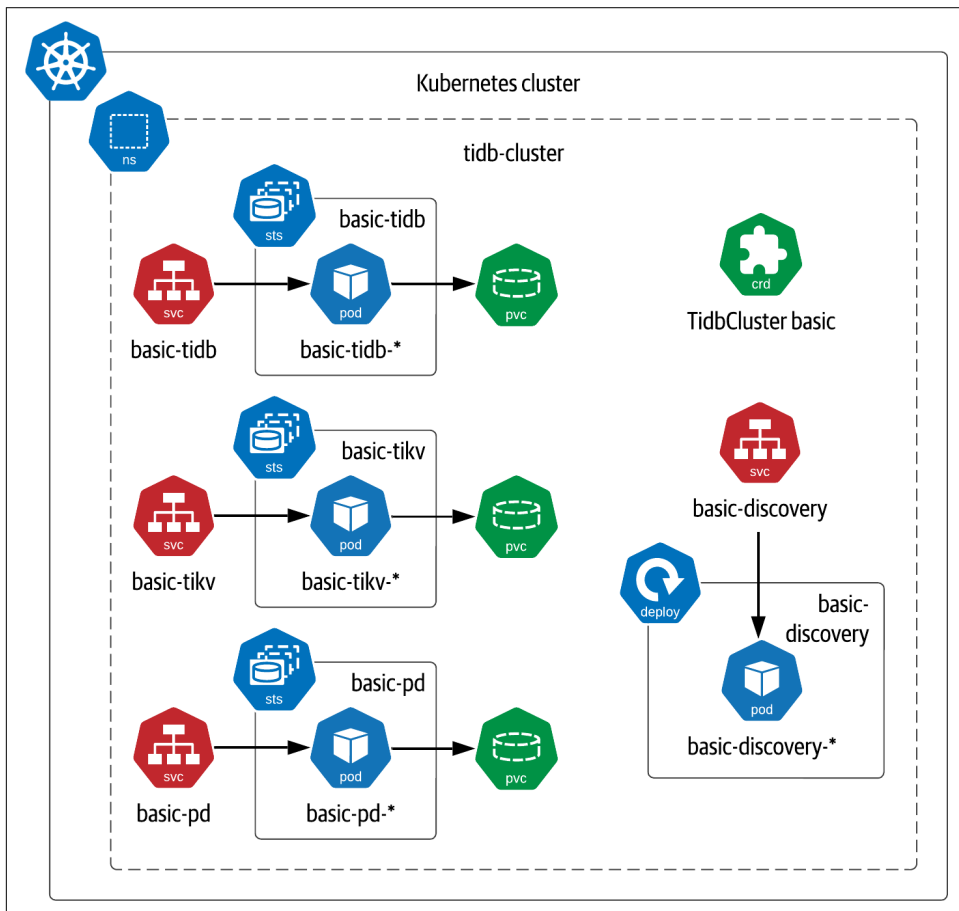 Kubernetes cluster
ns
tidb-cluster
sts
basic-tidb
svc
pod
pvc
basic-tidb
basic-tidb-*
crd
TidbCluster basic
sts
basic-tikv
svc
pod
pvc
basic-tikv
basic-tikv-*
svc
basic-discovery
deploy
basic-
discovery
pod
basic-discovery-*
sts
basic-pd
svc
pod
pvc
basic-pd
basic-pd-*